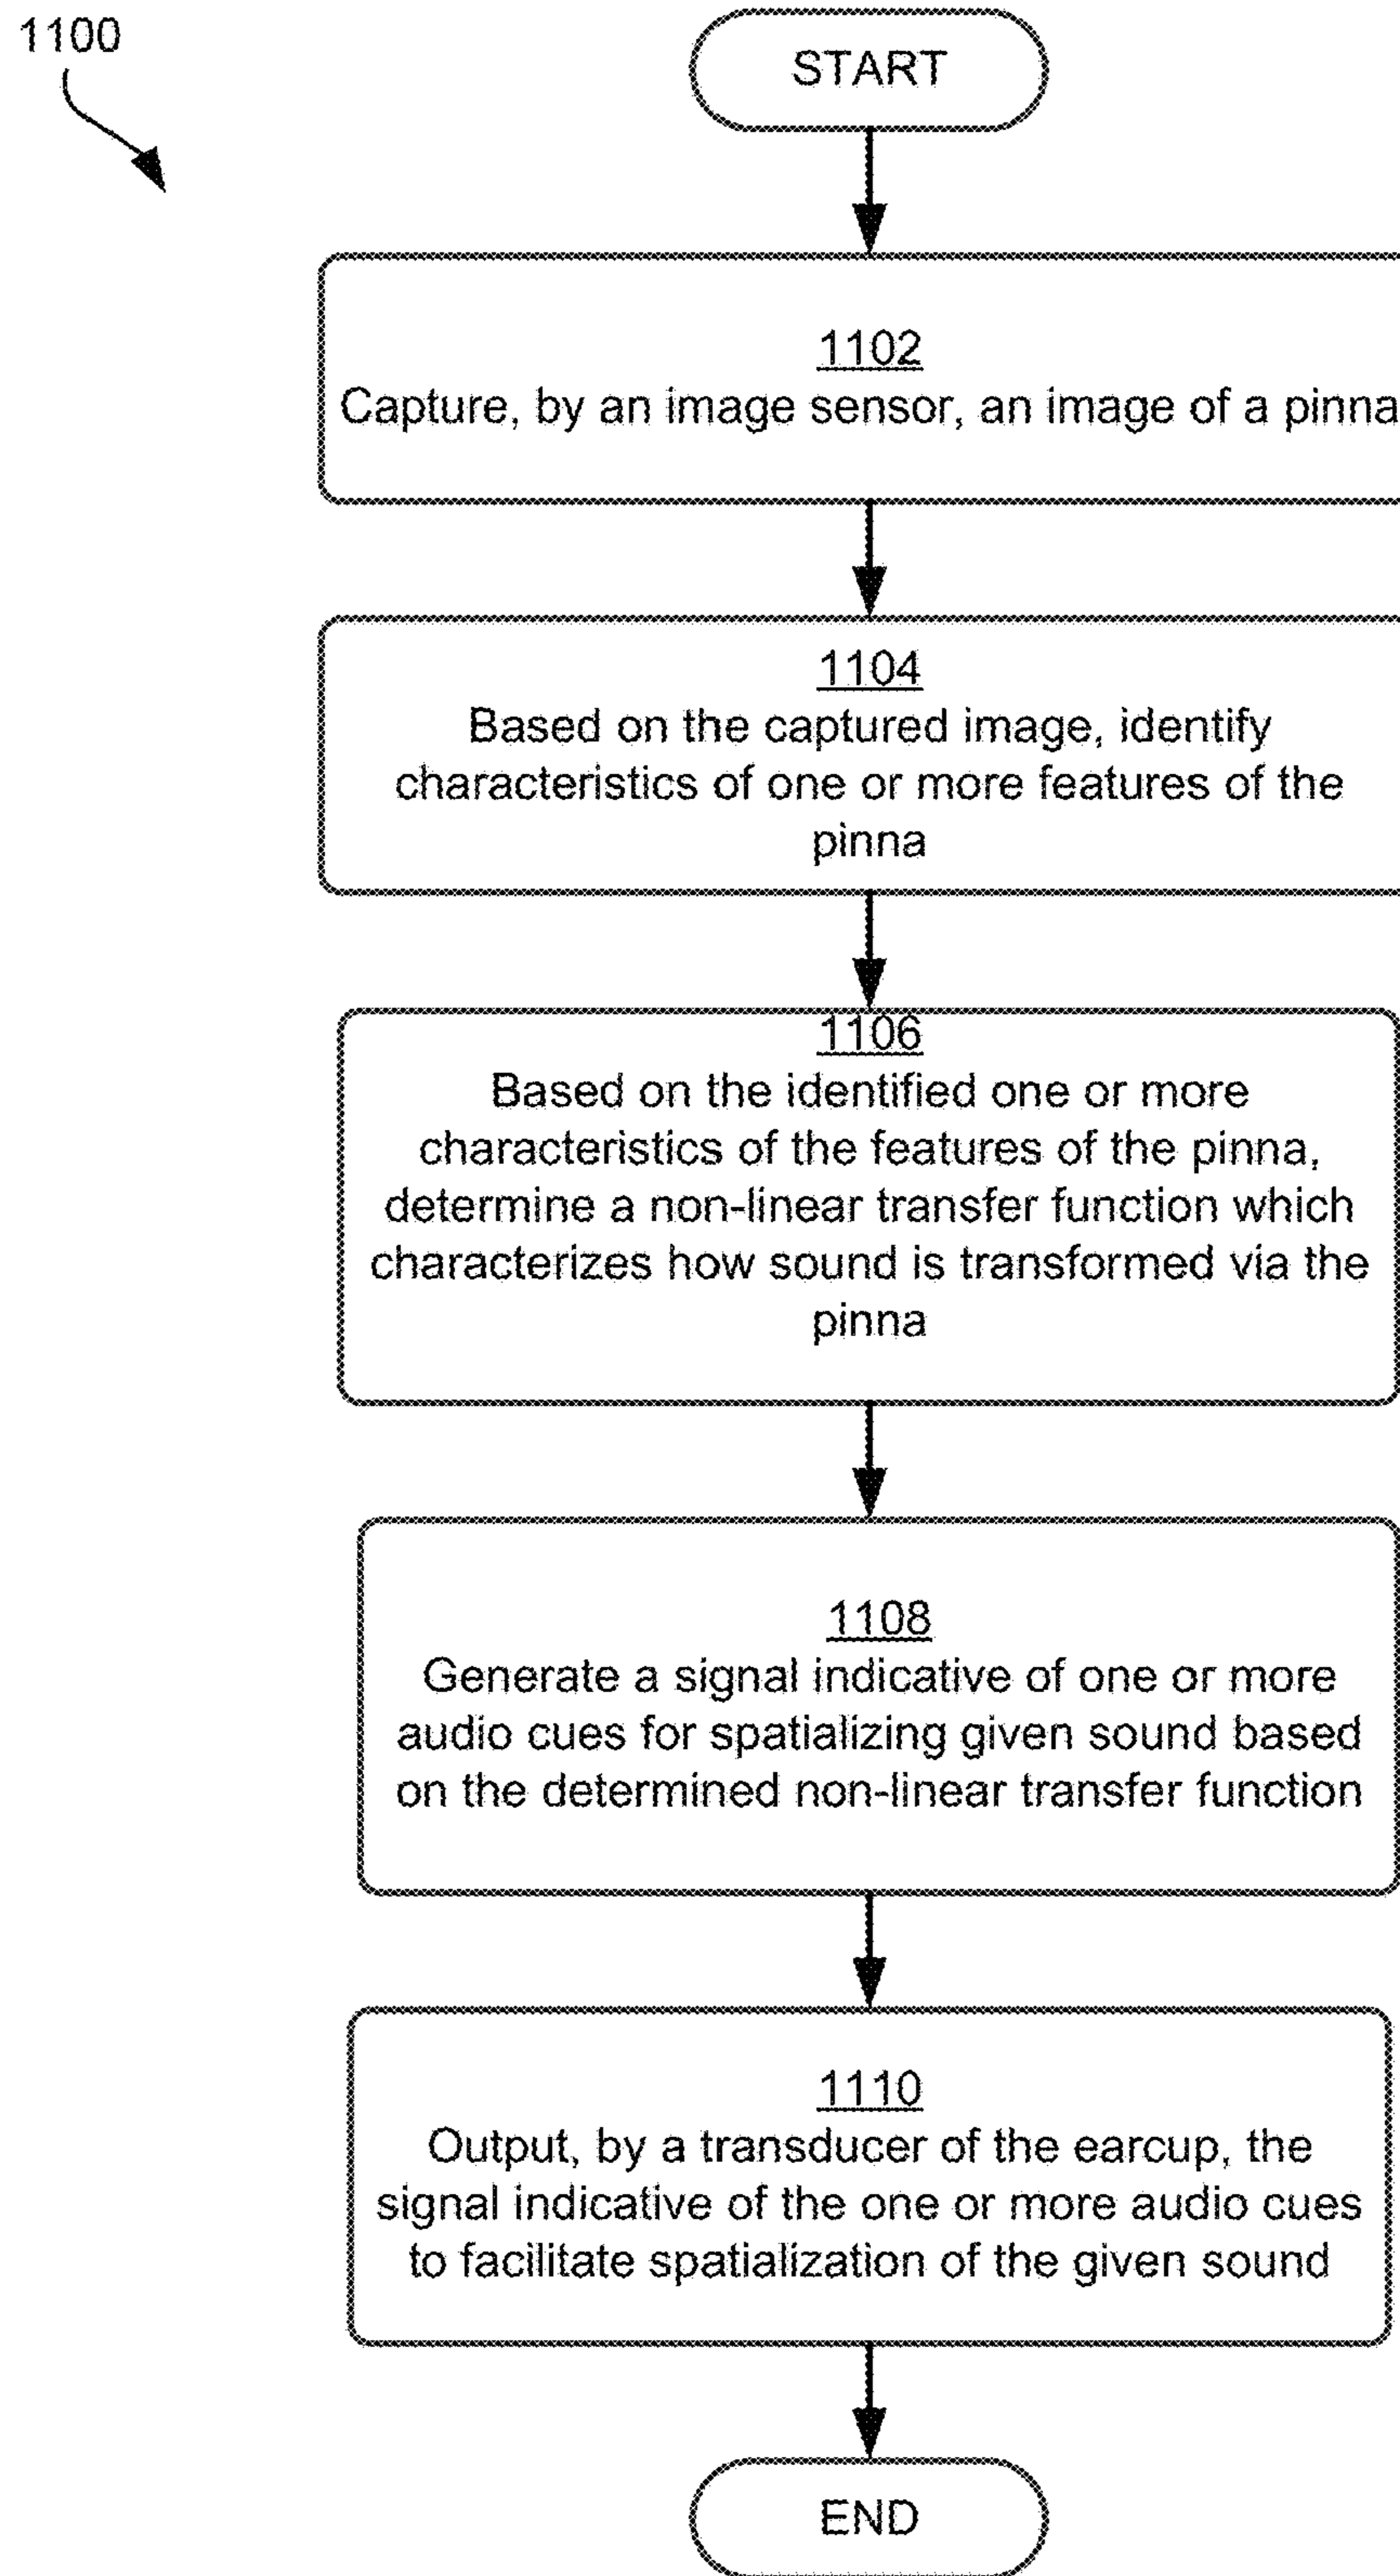 1100
START
1102
Capture, by an image sensor, an image of a pinna
1104
Based on the captured image, identify
characteristics of one or more features of the
pinna
1106
Based on the identified one or more
characteristics of the features of the pinna,
determine a non-linear transfer function which
characterizes how sound is transformed via the
pinna
1108
Generate a signal indicative of one or more
audio cues for spatializing given sound based
on the determined non-linear transfer function
1110
Output, by a transducer of the earcup, the
signal indicative of the one or more audio cues
to facilitate spatialization of the given sound
END